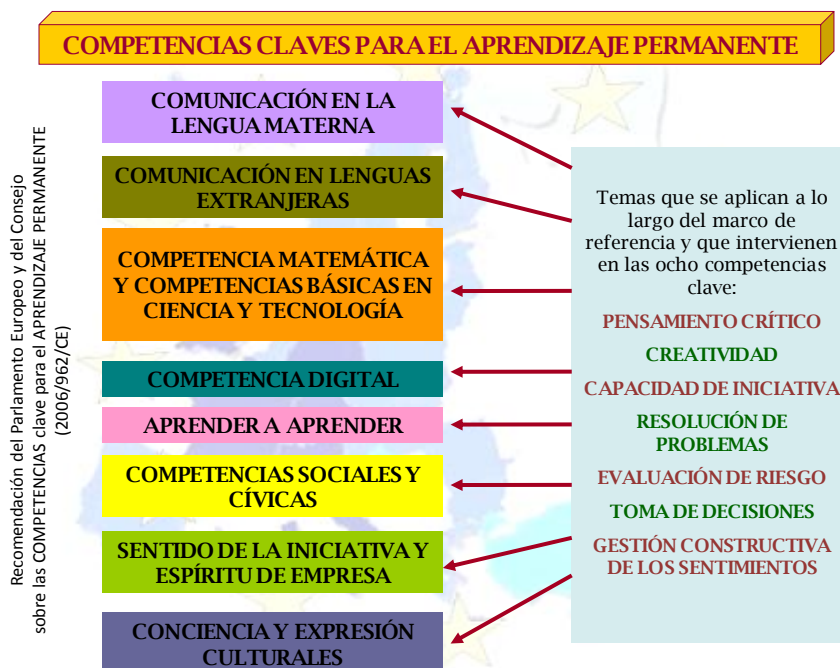 COMPETENCIAS CLAVES PARA EL APRENDIZAJE PERMANENTE
Recomendación del Parlamento Europeo y del Consejo
sobre las COMPETENCIAS clave para el APRENDIZAJE PERMANENTE
(2006/962/CE)
COMUNICACIÓN EN LA
LENGUA MATERNA
COMUNICACIÓN EN LENGUAS
EXTRANJERAS
COMPETENCIA MATEMÁTICA
Y COMPETENCIAS BÁSICAS EN
CIENCIA Y TECNOLOGÍA
COMPETENCIA DIGITAL
APRENDER A APRENDER
COMPETENCIAS SOCIALES Y
CÍVICAS
SENTIDO DE LA INICIATIVA Y
ESPÍRITU DE EMPRESA
CONCIENCIA Y EXPRESIÓN
CULTURALES
Temas que se aplican a lo
largo del marco de
referencia y que intervienen
en las ocho competencias
clave:
PENSAMIENTO CRÍTICO
CREATIVIDAD
CAPACIDAD DE INICIATIVA
RESOLUCIÓN DE
PROBLEMAS
EVALUACIÓN DE RIESGO
TOMA DE DECISIONES
GESTIÓN CONSTRUCTIVA
DE LOS SENTIMIENTOS